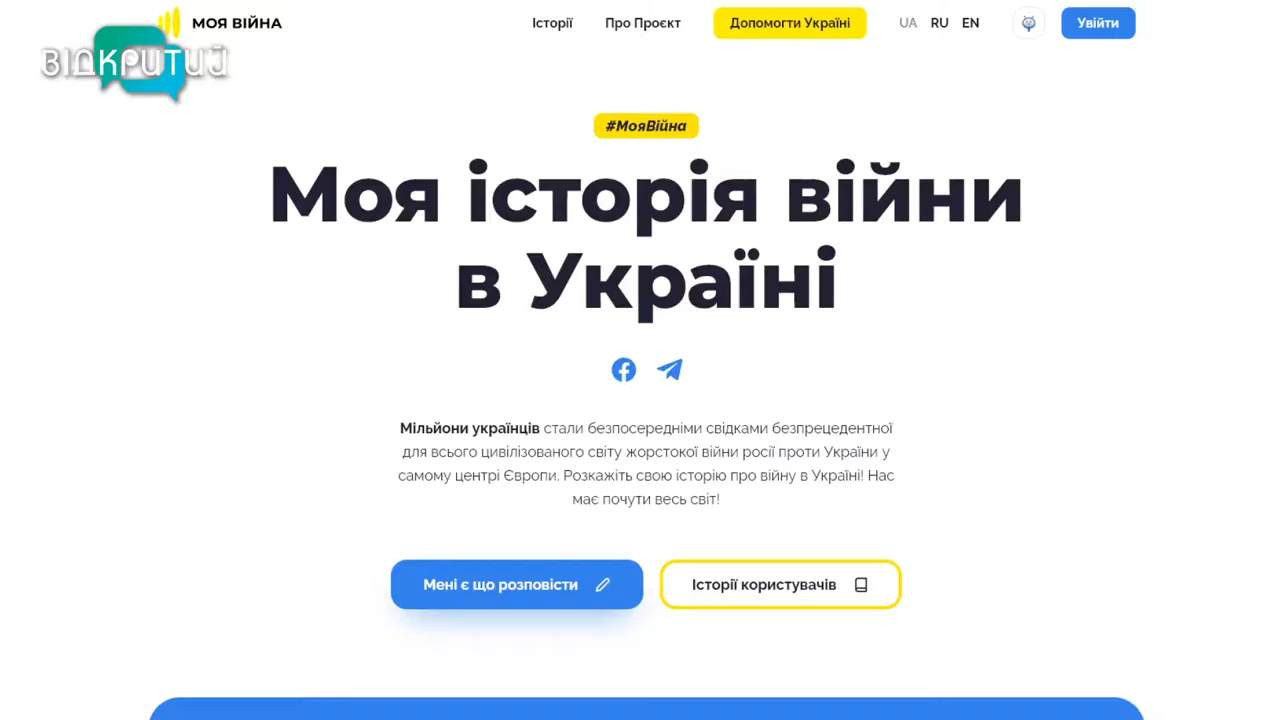 МОЯ ВІЙНА
Історії
Про Проєкт
Допомогти Україні
UA RU EN
Увійти
ВІДКРИТИЙ
#МояВійна
Моя історія війни
в Україні
Мільйони українців стали безпосередніми свідками безпрецедентної
для всього цивілізованого світу жорстокої війни росії проти України у
самому центрі Європи. Розкажіть свою історію про війну в Україні! Нас
має почути весь світ!
Мені є що розповісти
Історії користувачів